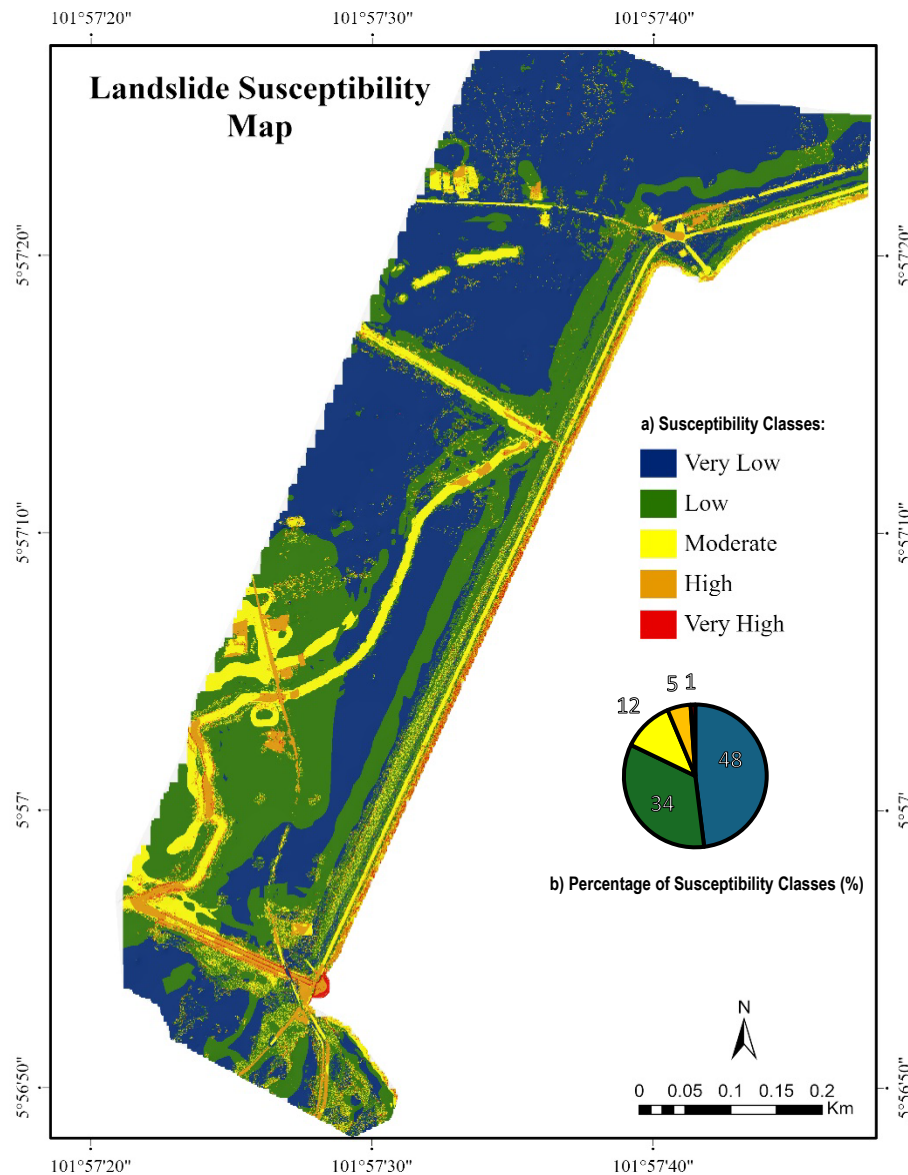 101°57'20" 101°57'30" 101°57'40"
Landslide Susceptibility
Map
5°57'20" 5°57'20"
a) Susceptibility Classes:
Very Low
Low
Moderate
High
Very High
5°57'10" 5°57'10"
12 5 1
48
34
5°57' 5°57'
b) Percentage of Susceptibility Classes (%)
N
0 0.05 0.1 0.2
Km
5°56'50" 5°56'50"
101°57'20" 101°57'30" 101°57'40"